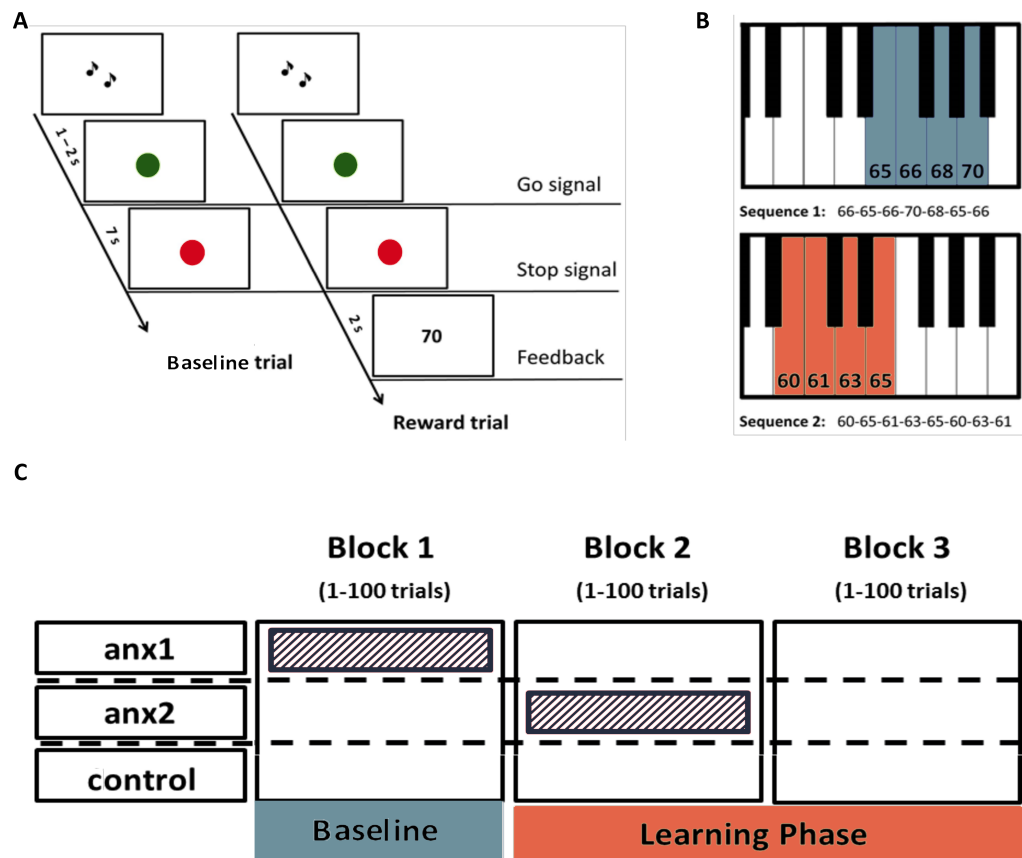 A
1–2 s
7 s
Go signal
Stop signal
Baseline trial
70
2 s
Feedback
Reward trial
B
65 66 68 70
Sequence 1: 66-65-66-70-68-65-66
60 61 63 65
Sequence 2: 60-65-61-63-65-60-63-61
C
Block 1 Block 2 Block 3
(1-100 trials) (1-100 trials) (1-100 trials)
anx1
anx2
control
Baseline Learning Phase